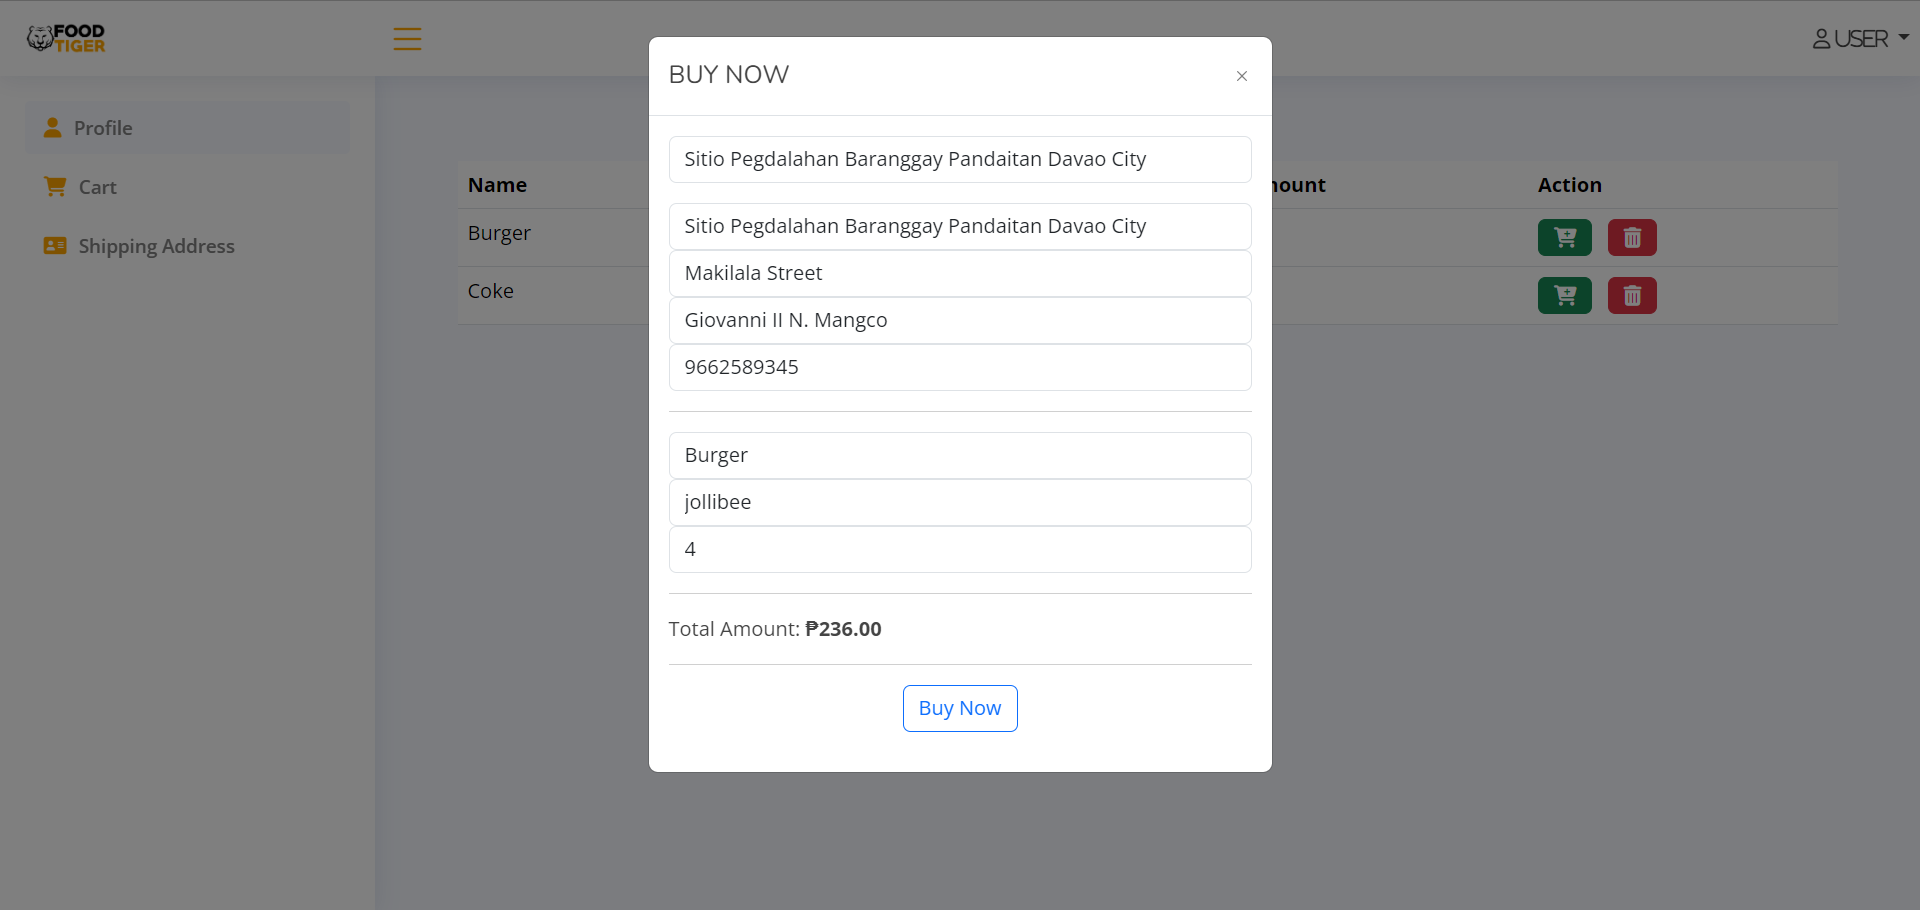 FOOD
TIGER
USER
Profile
Cart
Shipping Address
Name
Action
Burger
Coke
BUY NOW
×
Sitio Pegdalahan Baranggay Pandaitan Davao City
Sitio Pegdalahan Baranggay Pandaitan Davao City
Makilala Street
Giovanni II N. Mangco
9662589345
Burger
jollibee
4
Total Amount: ₱236.00
Buy Now